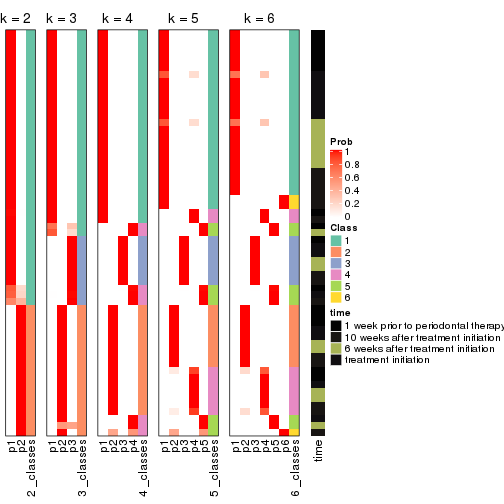 k = 2
k = 3
k = 4
k = 5
k = 6
Prob
1
0.8
0.6
0.4
0.2
0
Class
1
2
3
4
5
6
time
1 week prior to periodontal therapy
10 weeks after treatment initiation
6 weeks after treatment initiation
treatment initiation
p1
p2
2_classes
p1
p2
p3
3_classes
p1
p2
p3
p4
4_classes
p1
p2
p3
p4
p5
5_classes
p1
p2
p3
p4
p5
p6
6_classes
time